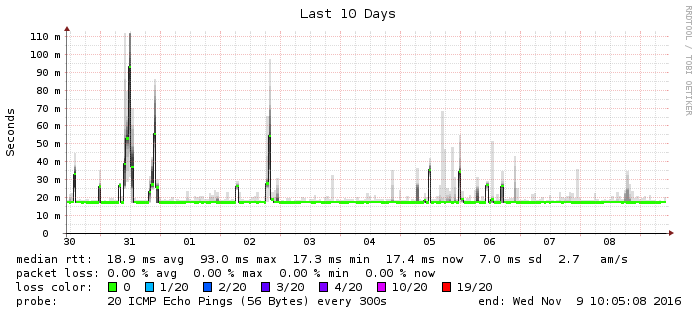 Last 10 Days
RRDTOOL / TOBI OETIKER
Seconds
110 m
100 m
90 m
80 m
70 m
60 m
50 m
40 m
30 m
20 m
10 m
0
30 31 01 02 03 04 05 06 07 08
median rtt: 18.9 ms avg 93.0 ms max 17.3 ms min 17.4 ms now 7.0 ms sd 2.7 am/s
packet loss: 0.00 % avg 0.00 % max 0.00 % min 0.00 % now
loss color: 0 1/20 2/20 3/20 4/20 10/20 19/20
probe: 20 ICMP Echo Pings (56 Bytes) every 300s end: Wed Nov 9 10:05:08 2016